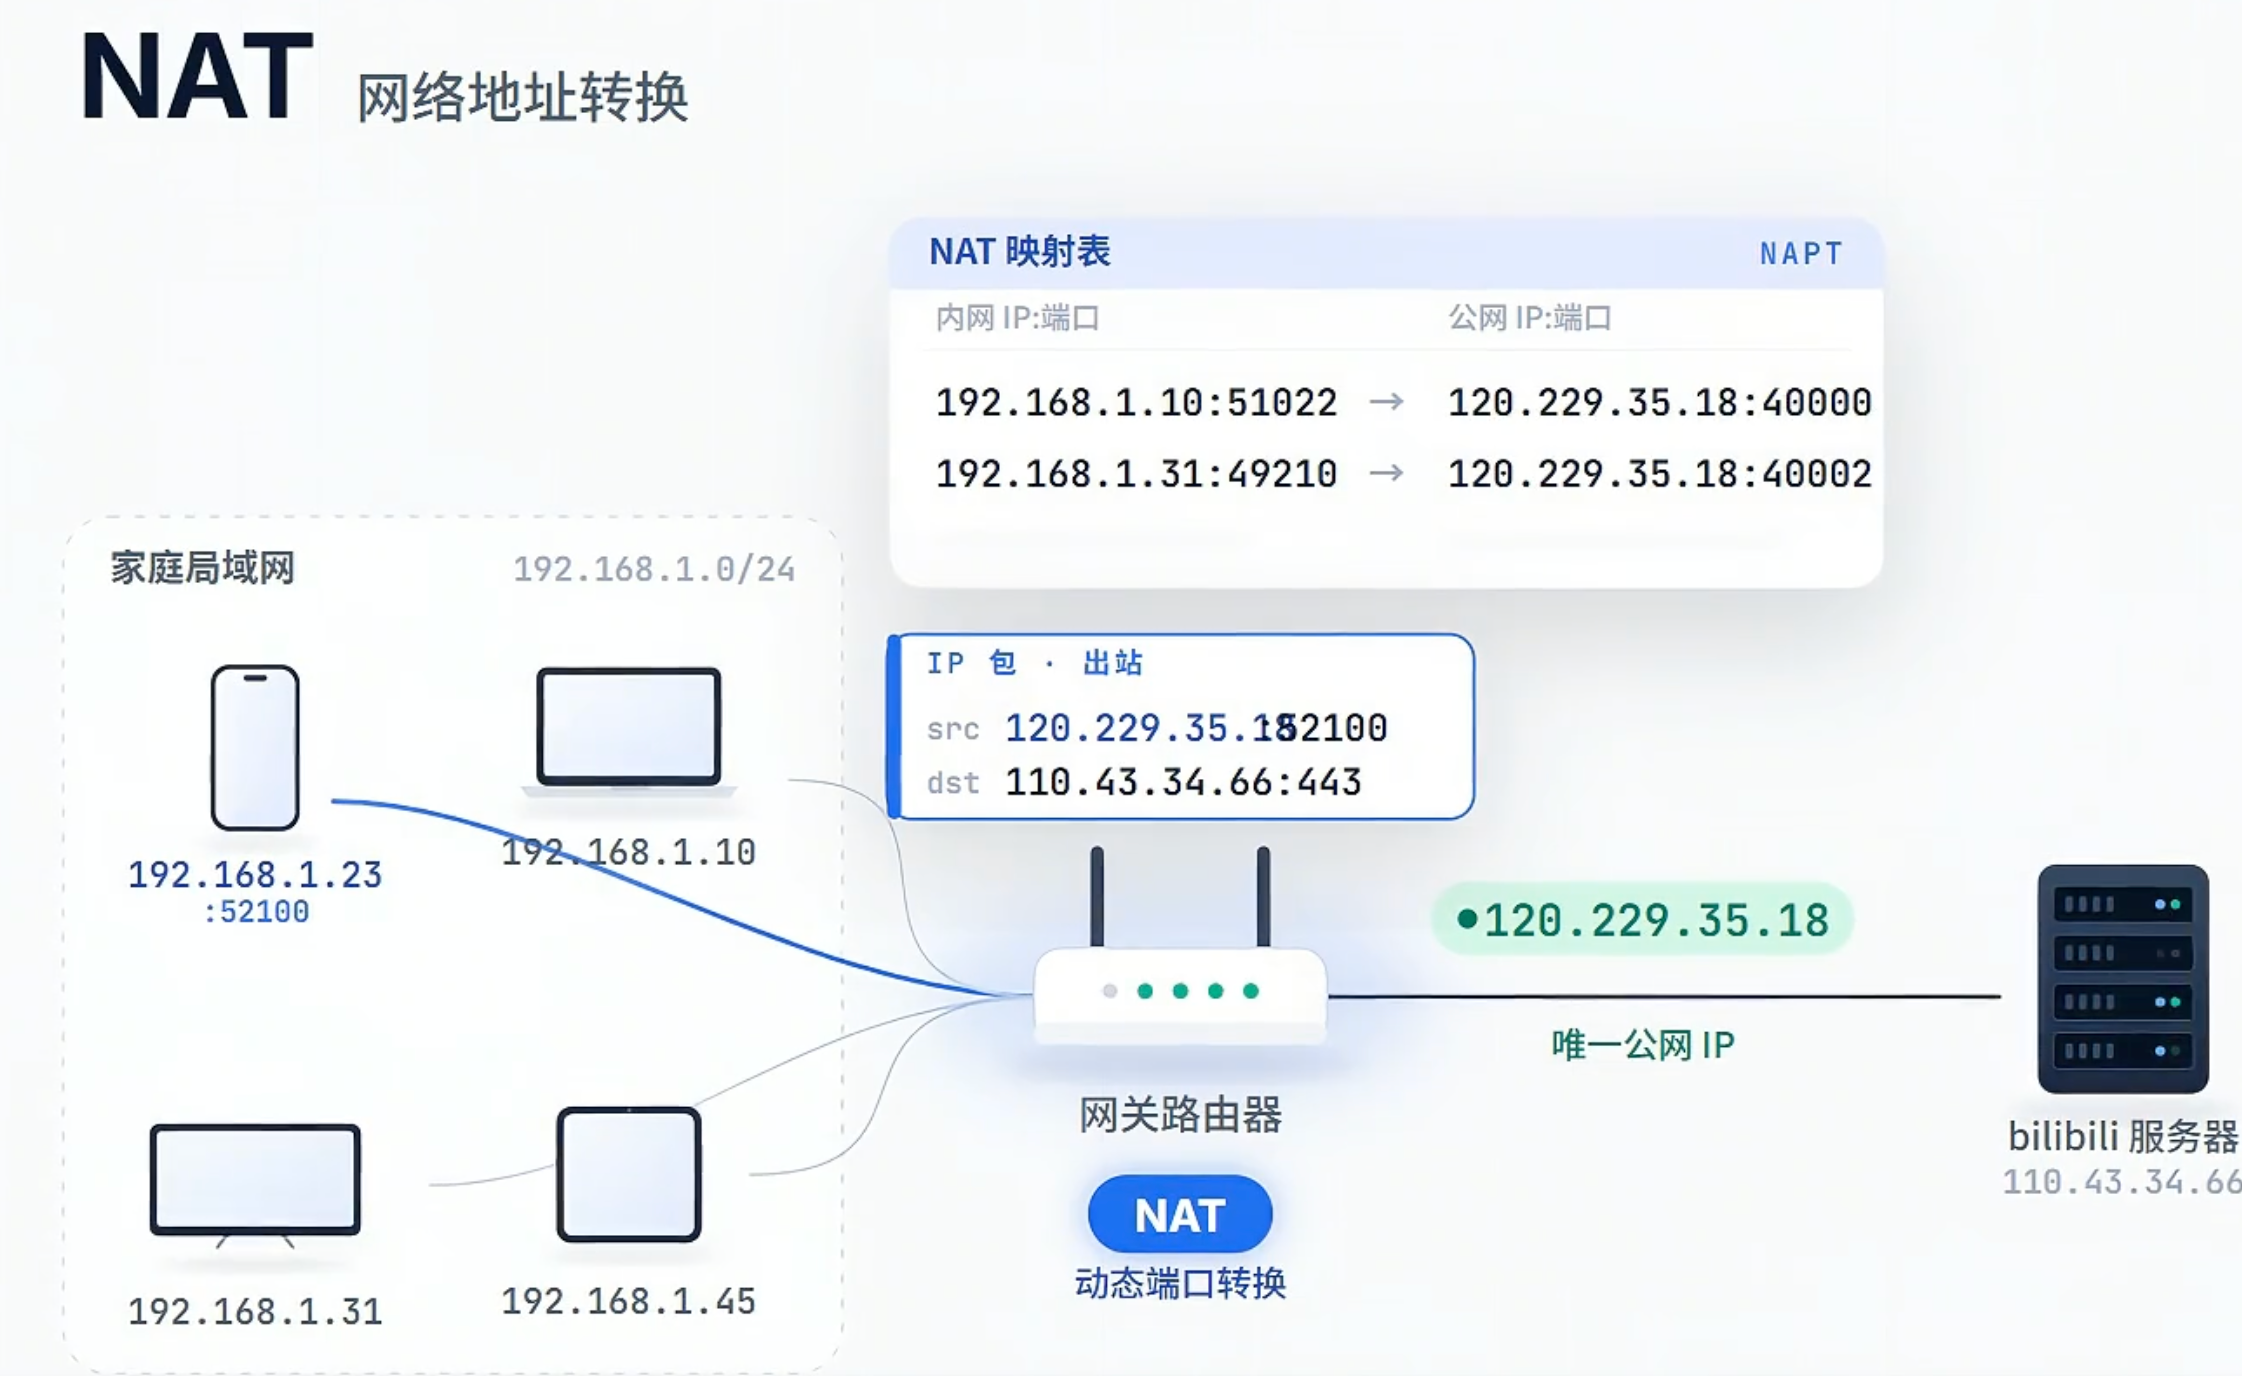 NAT 网络地址转换
NAT 映射表 NAPT
内网 IP:端口 公网 IP:端口
192.168.1.10:51022 → 120.229.35.18:40000
192.168.1.31:49210 → 120.229.35.18:40002
家庭局域网 192.168.1.0/24
IP 包 · 出站
src 120.229.35.18:52100
dst 110.43.34.66:443
192.168.1.10
192.168.1.23
:52100
120.229.35.18
唯一公网 IP
网关路由器
bilibili 服务器
110.43.34.66
NAT
动态端口转换
192.168.1.31
192.168.1.45